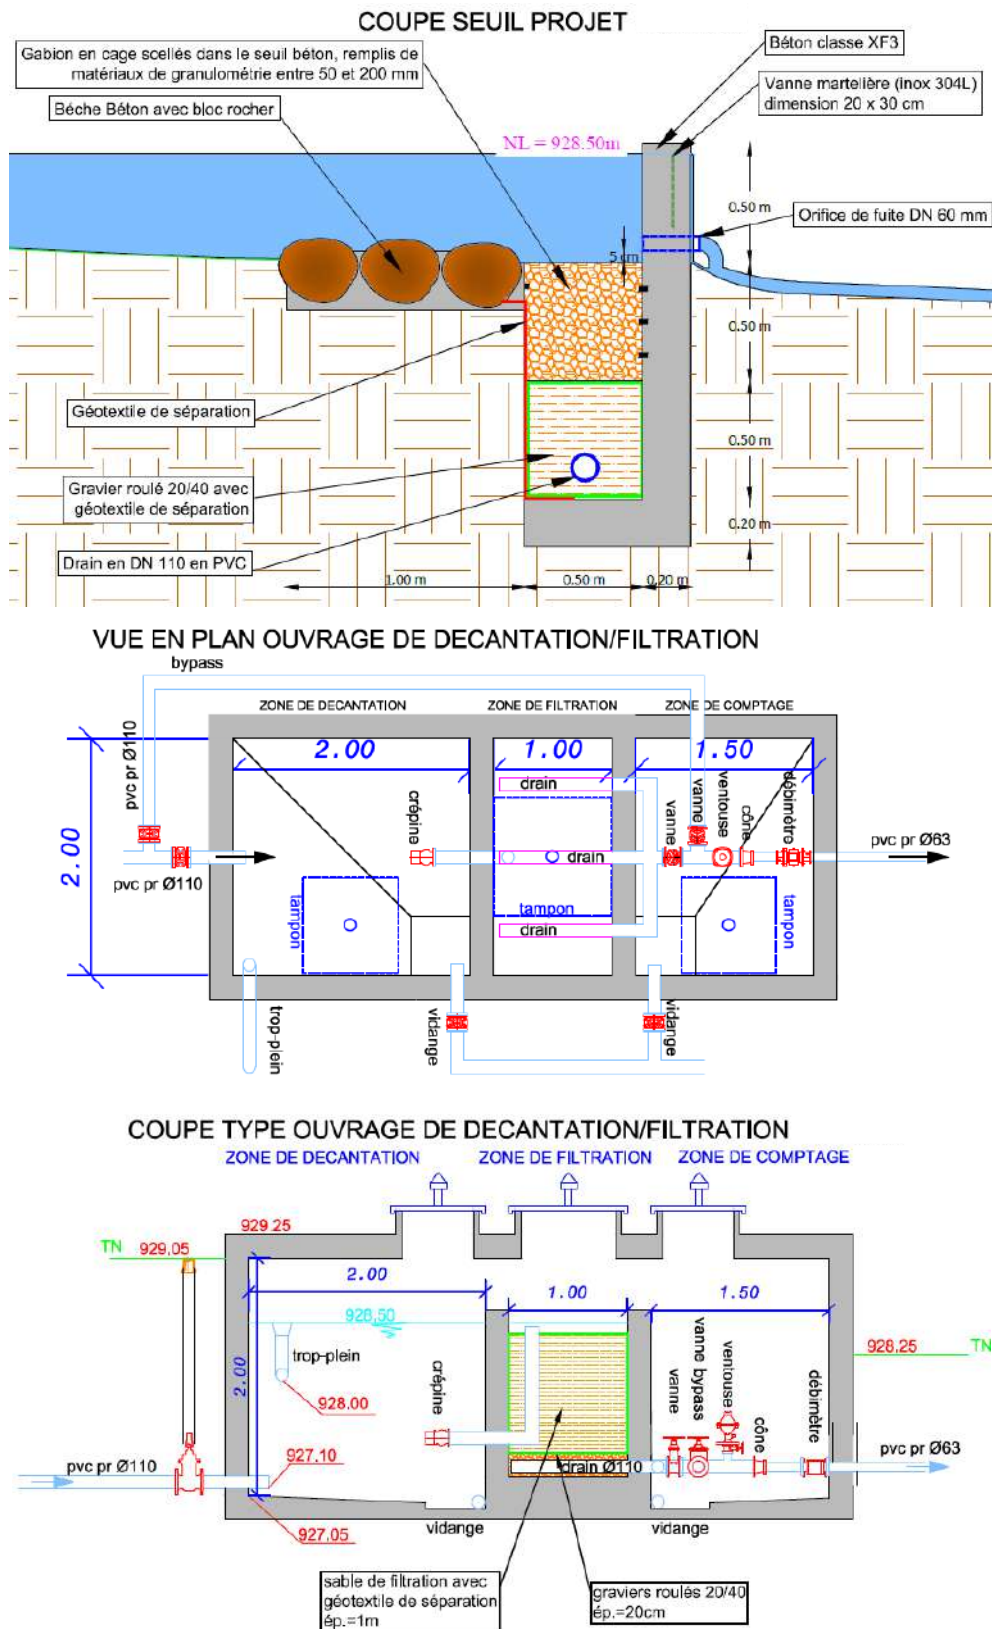 COUPE SEUIL PROJET
Gabion en cage scellés dans le seuil béton, remplis de
matériaux de granulométrie entre 50 et 200 mm
Béton classe XF3
Bèche Béton avec bloc rocher
Vanne martelière (inox 304L)
dimension 20 x 30 cm
NL = 928.50m
0.50 m
Orifice de fuite DN 60 mm
5 cm
0.50 m
Géotextile de séparation
0.50 m
Gravier roulé 20/40 avec
géotextile de séparation
0.20 m
Drain en DN 110 en PVC
1.00 m
0.50 m
0.20 m
VUE EN PLAN OUVRAGE DE DECANTATION/FILTRATION
bypass
ZONE DE DECANTATION
ZONE DE FILTRATION
ZONE DE COMPTAGE
pvc pr Ø110
2.00
1.00
1.50
2.00
crépine
drain
vanne
vanne
ventouse
cône
débimètre
pvc pr Ø63
pvc pr Ø110
drain
tampon
tampon
drain
tampon
trop-plein
vidange
vidange
COUPE TYPE OUVRAGE DE DECANTATION/FILTRATION
ZONE DE DECANTATION
ZONE DE FILTRATION
ZONE DE COMPTAGE
929.25
TN
929,05
2.00
1.00
1.50
928,50
928,25
TN
trop-plein
2.00
928.00
crépine
vanne
vanne bypass
ventouse
cône
débimètre
pvc pr Ø110
927.10
drain Ø110
pvc pr Ø63
927,05
vidange
vidange
sable de filtration avec
géotextile de séparation
ép.=1m
graviers roulés 20/40
ép.=20cm